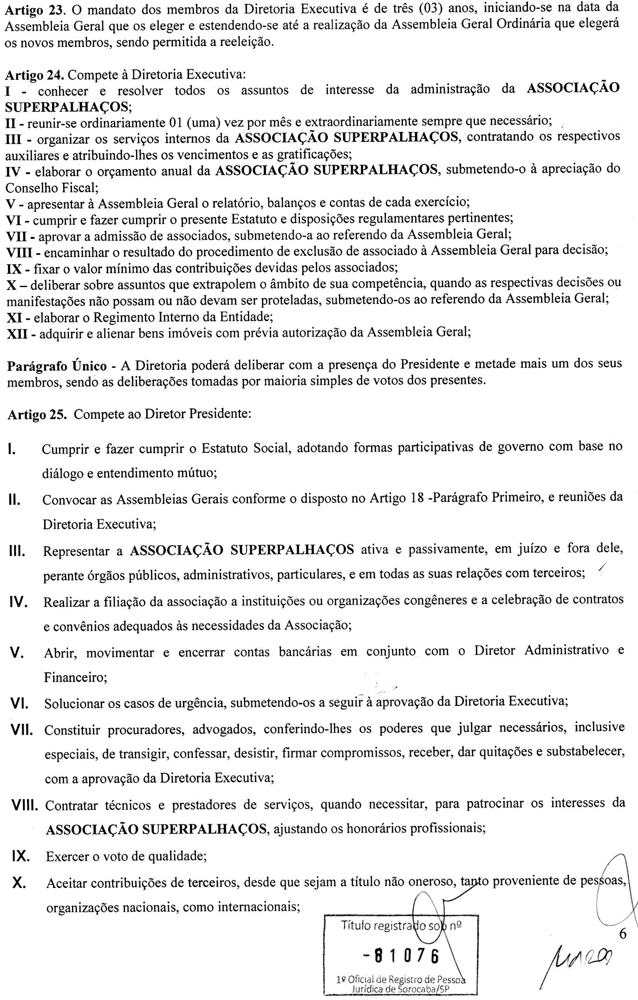 Artigo 23. O mandato dos membros da Diretoria Executiva é de três (03) anos, iniciando-se na data da
Assembleia Geral que os eleger e estendendo-se até a realização da Assembleia Geral Ordinária que elegerá
os novos membros, sendo permitida a reeleição.
Artigo 24. Compete à Diretoria Executiva:
I - conhecer e resolver todos os assuntos de interesse da administração da ASSOCIAÇÃO
SUPERPALHAÇOS;
II - reunir-se ordinariamente 01 (uma) vez por mês e extraordinariamente sempre que necessário;
III - organizar os serviços internos da ASSOCIAÇÃO SUPERPALHAÇOS, contratando os respectivos
auxiliares e atribuindo-lhes os vencimentos e as gratificações;
IV - elaborar o orçamento anual da ASSOCIAÇÃO SUPERPALHAÇOS, submetendo-o à apreciação do
Conselho Fiscal;
V - apresentar à Assembleia Geral o relatório, balanços e contas de cada exercício;
VI - cumprir e fazer cumprir o presente Estatuto e disposições regulamentares pertinentes;
VII - aprovar a admissão de associados, submetendo-a ao referendo da Assembleia Geral;
VIII - encaminhar o resultado do procedimento de exclusão de associado à Assembleia Geral para decisão;
IX - fixar o valor mínimo das contribuições devidas pelos associados;
X – deliberar sobre assuntos que extrapolem o âmbito de sua competência, quando as respectivas decisões ou
manifestações não possam ou não devam ser proteladas, submetendo-os ao referendo da Assembleia Geral;
XI - elaborar o Regimento Interno da Entidade;
XII - adquirir e alienar bens imóveis com prévia autorização da Assembleia Geral;
Parágrafo Único - A Diretoria poderá deliberar com a presença do Presidente e metade mais um dos seus
membros, sendo as deliberações tomadas por maioria simples de votos dos presentes.
Artigo 25. Compete ao Diretor Presidente:
I. Cumprir e fazer cumprir o Estatuto Social, adotando formas participativas de governo com base no
diálogo e entendimento mútuo;
II. Convocar as Assembleias Gerais conforme o disposto no Artigo 18 -Parágrafo Primeiro, e reuniões da
Diretoria Executiva;
III. Representar a ASSOCIAÇÃO SUPERPALHAÇOS ativa e passivamente, em juízo e fora dele,
perante órgãos públicos, administrativos, particulares, e em todas as suas relações com terceiros;
IV. Realizar a filiação da associação a instituições ou organizações congêneres e a celebração de contratos
e convênios adequados às necessidades da Associação;
V. Abrir, movimentar e encerrar contas bancárias em conjunto com o Diretor Administrativo e
Financeiro;
VI. Solucionar os casos de urgência, submetendo-os a seguir à aprovação da Diretoria Executiva;
VII. Constituir procuradores, advogados, conferindo-lhes os poderes que julgar necessários, inclusive
especiais, de transigir, confessar, desistir, firmar compromissos, receber, dar quitações e substabelecer,
com a aprovação da Diretoria Executiva;
VIII. Contratar técnicos e prestadores de serviços, quando necessitar, para patrocinar os interesses da
ASSOCIAÇÃO SUPERPALHAÇOS, ajustando os honorários profissionais;
IX. Exercer o voto de qualidade;
X. Aceitar contribuições de terceiros, desde que sejam a título não oneroso, tanto proveniente de pessoas,
organizações nacionais, como internacionais;
Título registrado sob nº
-81076
1º Oficial de Registro de Pessoa
Jurídica de Sorocaba/SP
6